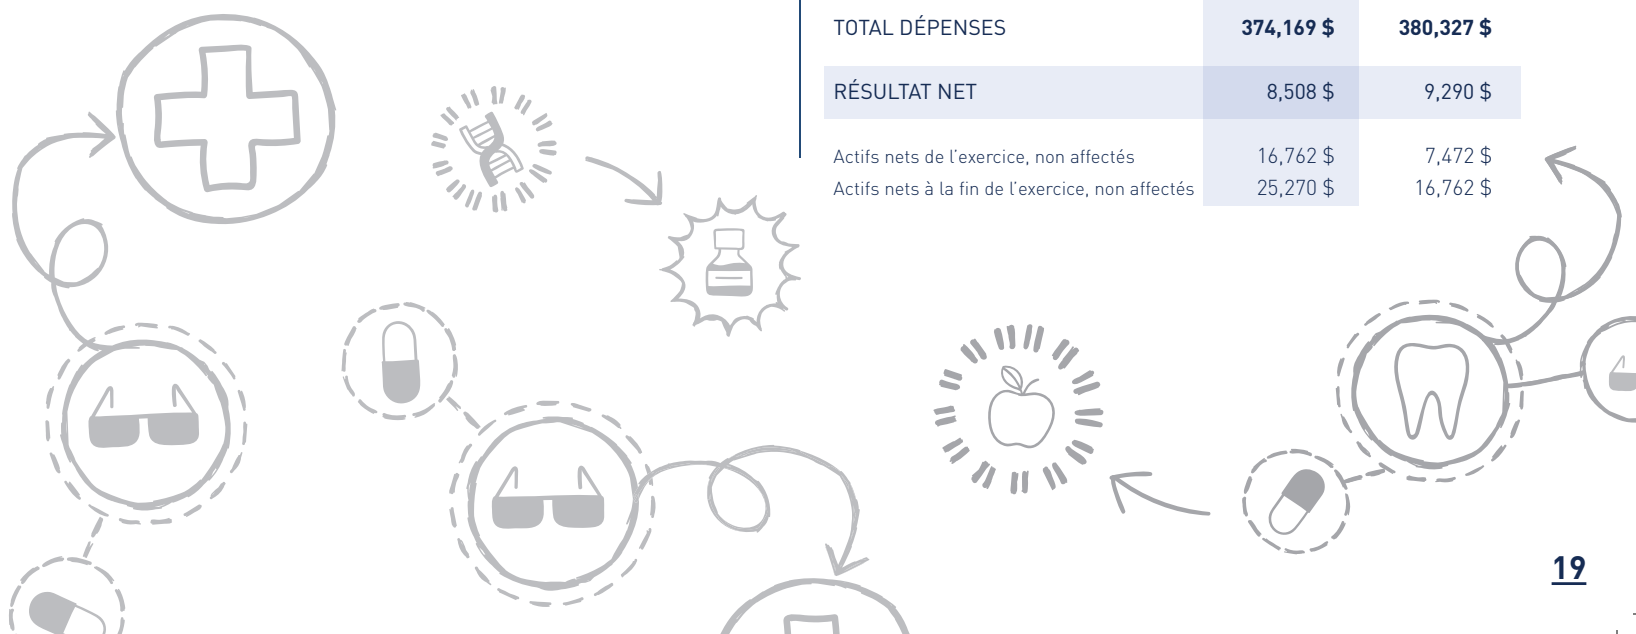 TOTAL DÉPENSES 374,169 $ 380,327 $
RÉSULTAT NET 8,508 $ 9,290 $
Actifs nets de l'exercice, non affectés 16,762 $ 7,472 $
Actifs nets à la fin de l'exercice, non affectés 25,270 $ 16,762 $
19